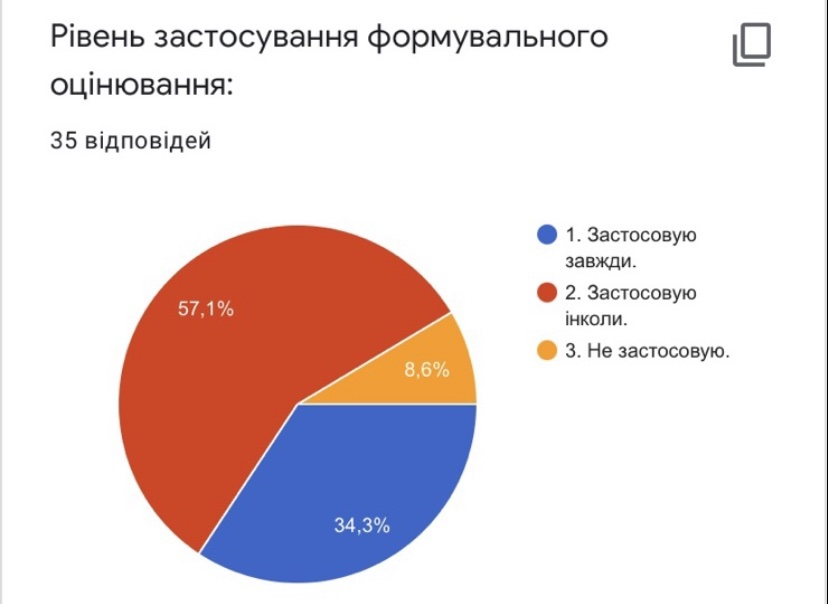 Рівень застосування формувального
оцінювання:
35 відповідей
57,1%
8,6%
34,3%
1. Застосовую
завжди.
2. Застосовую
інколи.
3. Не застосовую.